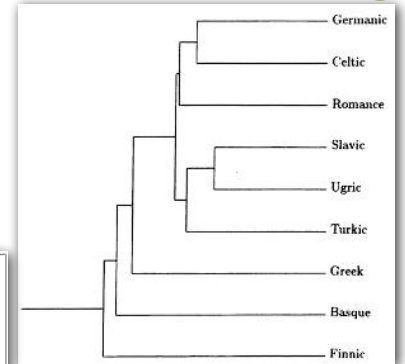 Germanic
Celtic
Romance
Slavic
Ugric
Turkic
Greek
Basque
Finnic